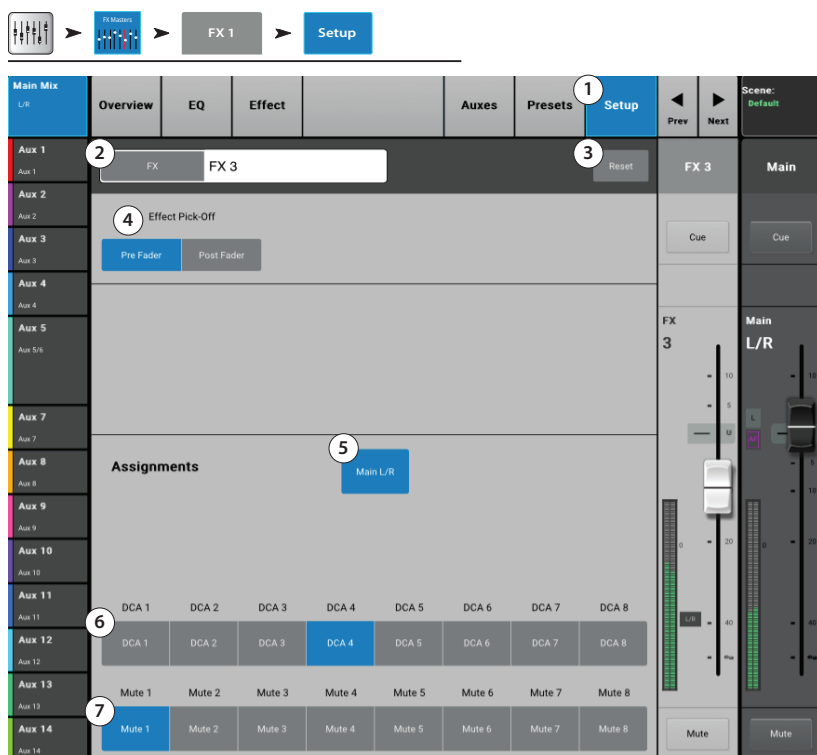 FX Masters
FX 1
Setup
Main Mix
L/R
Overview
EQ
Effect
Auxes
Presets
1
Setup
Prev
Next
Scene:
Default
Aux 1
Aux 1
Aux 2
Aux 2
Aux 3
Aux 3
Aux 4
Aux 4
Aux 5
Aux 5/6
Aux 7
Aux 7
Aux 8
Aux 8
Aux 9
Aux 9
Aux 10
Aux 10
Aux 11
Aux 11
Aux 12
Aux 12
Aux 13
Aux 13
Aux 14
Aux 14
2
FX
FX 3
3
Reset
4
Effect Pick-Off
Pre Fader
Post Fader
Assignments
5
Main L/R
DCA 1
DCA 2
DCA 3
DCA 4
DCA 5
DCA 6
DCA 7
DCA 8
6
DCA 1
DCA 2
DCA 3
DCA 4
DCA 5
DCA 6
DCA 7
DCA 8
Mute 1
Mute 2
Mute 3
Mute 4
Mute 5
Mute 6
Mute 7
Mute 8
7
Mute 1
Mute 2
Mute 3
Mute 4
Mute 5
Mute 6
Mute 7
Mute 8
FX 3
Cue
FX
3
10
5
U
0
20
L/R
40
∞
Mute
Main
Cue
Main
L/R
10
L
5
10
0
20
40
∞
Mute